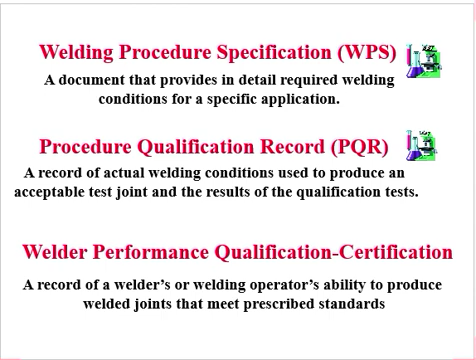 Welding Procedure Specification (WPS)
A document that provides in detail required welding
conditions for a specific application.
Procedure Qualification Record (PQR)
A record of actual welding conditions used to produce an
acceptable test joint and the results of the qualification tests.
Welder Performance Qualification-Certification
A record of a welder's or welding operator's ability to produce
welded joints that meet prescribed standards